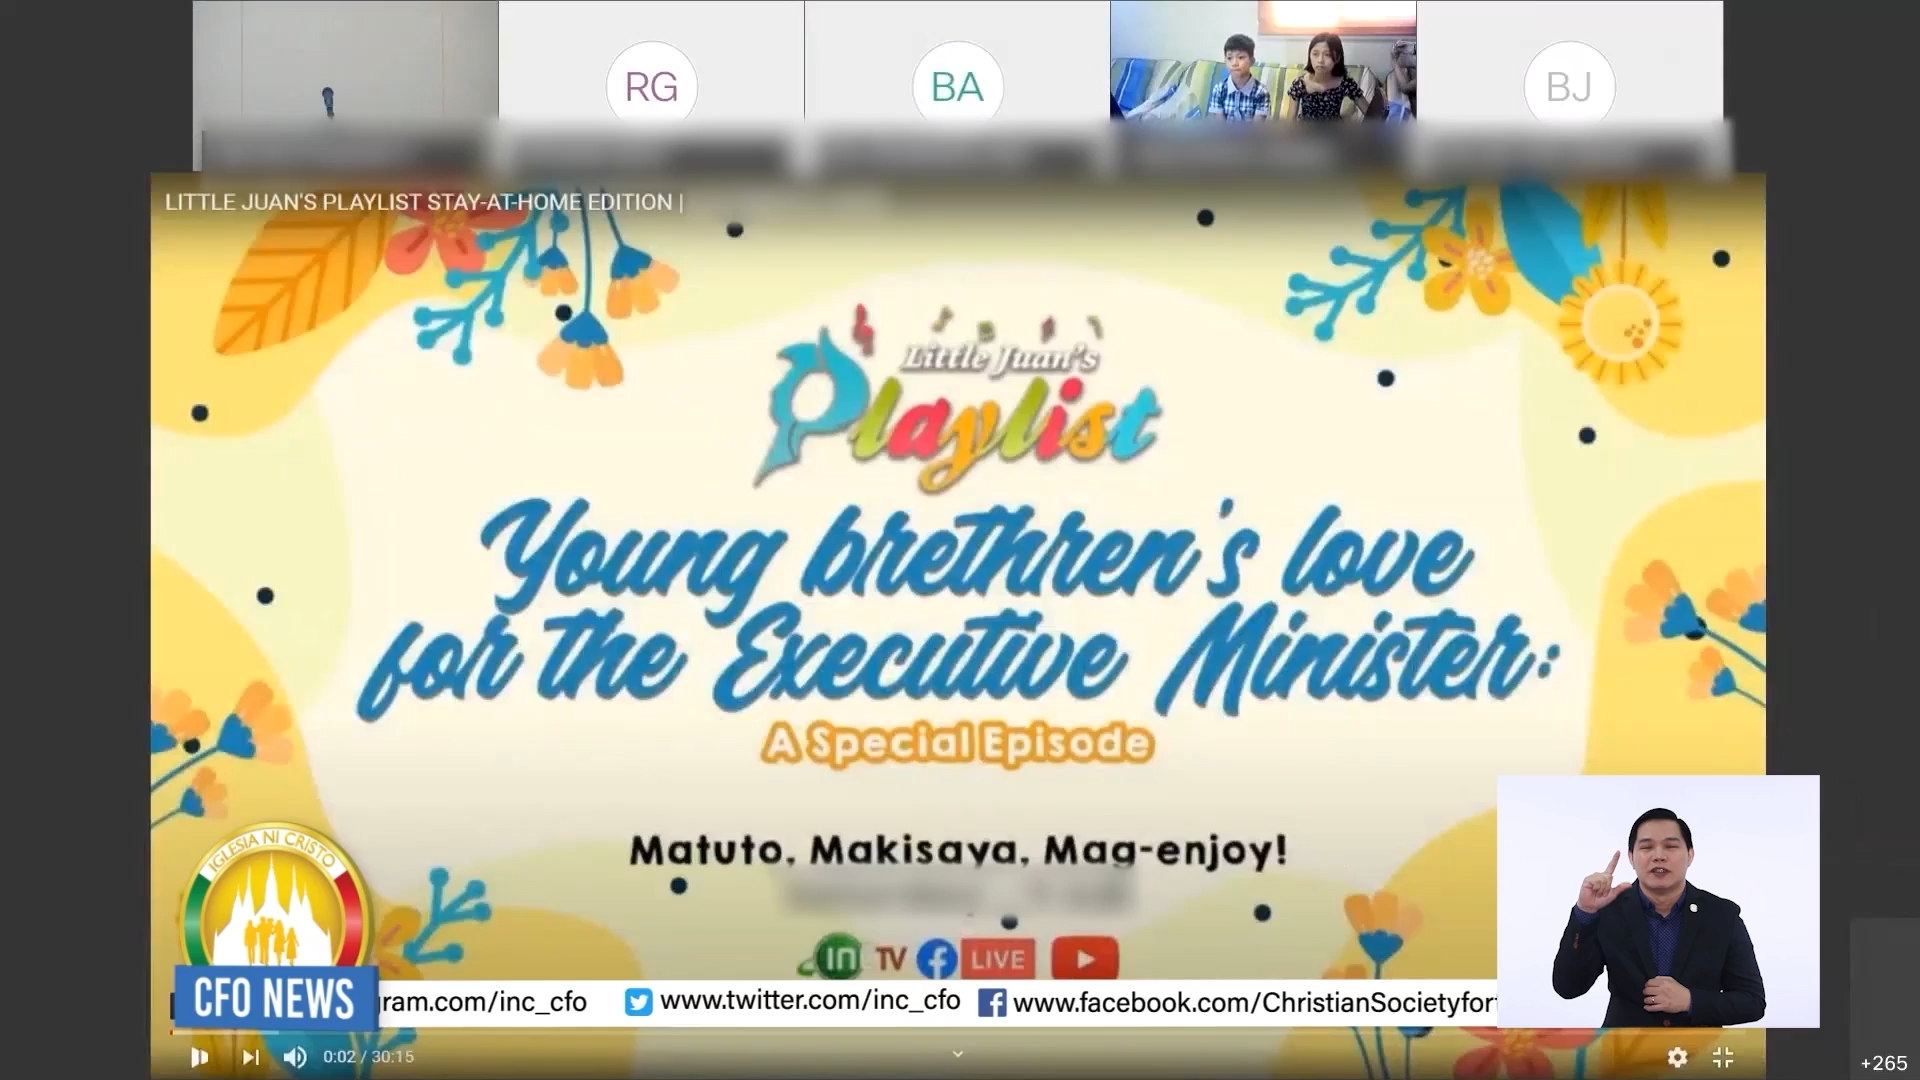 RG
BA
BJ
LITTLE JUAN'S PLAYLIST STAY-AT-HOME EDITION |
Little Juan's
Playlist
Young brethren's love
for the Executive Minister:
A Special Episode
Matuto, Makisaya, Mag-enjoy!
in TV f LIVE
IGLESIA NI CRISTO
CFO NEWS
gram.com/inc_cfo www.twitter.com/inc_cfo www.facebook.com/ChristianSocietyfor
0:02 / 30:15
+265